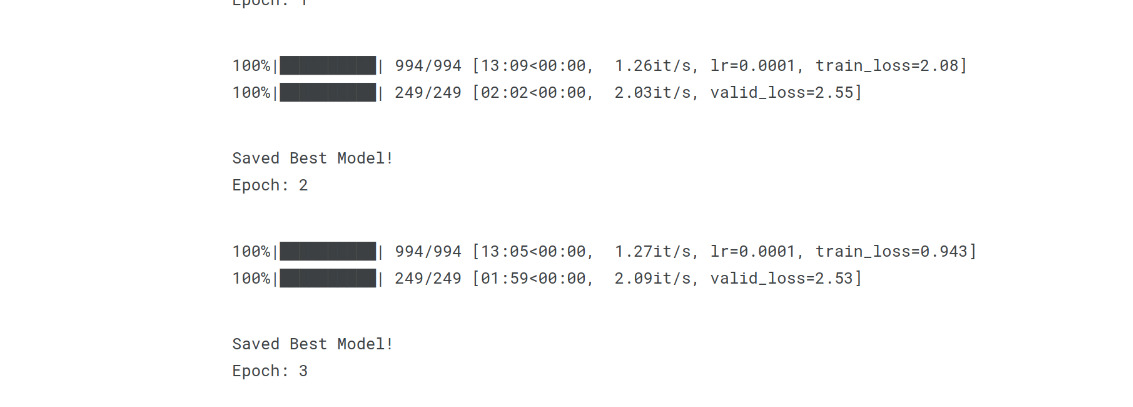 Epoch: 1
100%|██████████| 994/994 [13:09<00:00,  1.26it/s, lr=0.0001, train_loss=2.08]
100%|██████████| 249/249 [02:02<00:00,  2.03it/s, valid_loss=2.55]
Saved Best Model!
Epoch: 2
100%|██████████| 994/994 [13:05<00:00,  1.27it/s, lr=0.0001, train_loss=0.943]
100%|██████████| 249/249 [01:59<00:00,  2.09it/s, valid_loss=2.53]
Saved Best Model!
Epoch: 3